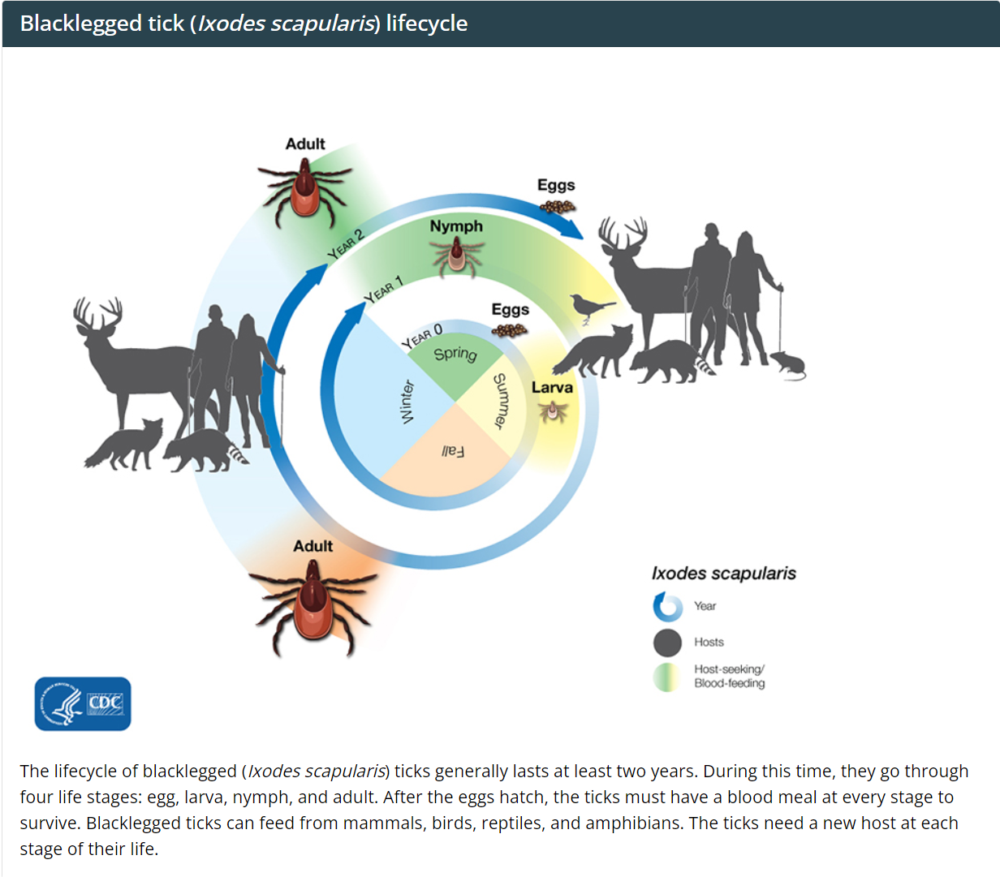 Blacklegged tick (Ixodes scapularis) lifecycle
Adult
Eggs
Nymph
YEAR 2
YEAR 1
Eggs
YEAR 0
Spring
Summer
Winter
Fall
Larva
Adult
Ixodes scapularis
Year
Hosts
Host-seeking/
Blood-feeding
CDC
The lifecycle of blacklegged (Ixodes scapularis) ticks generally lasts at least two years. During this time, they go through
four life stages: egg, larva, nymph, and adult. After the eggs hatch, the ticks must have a blood meal at every stage to
survive. Blacklegged ticks can feed from mammals, birds, reptiles, and amphibians. The ticks need a new host at each
stage of their life.